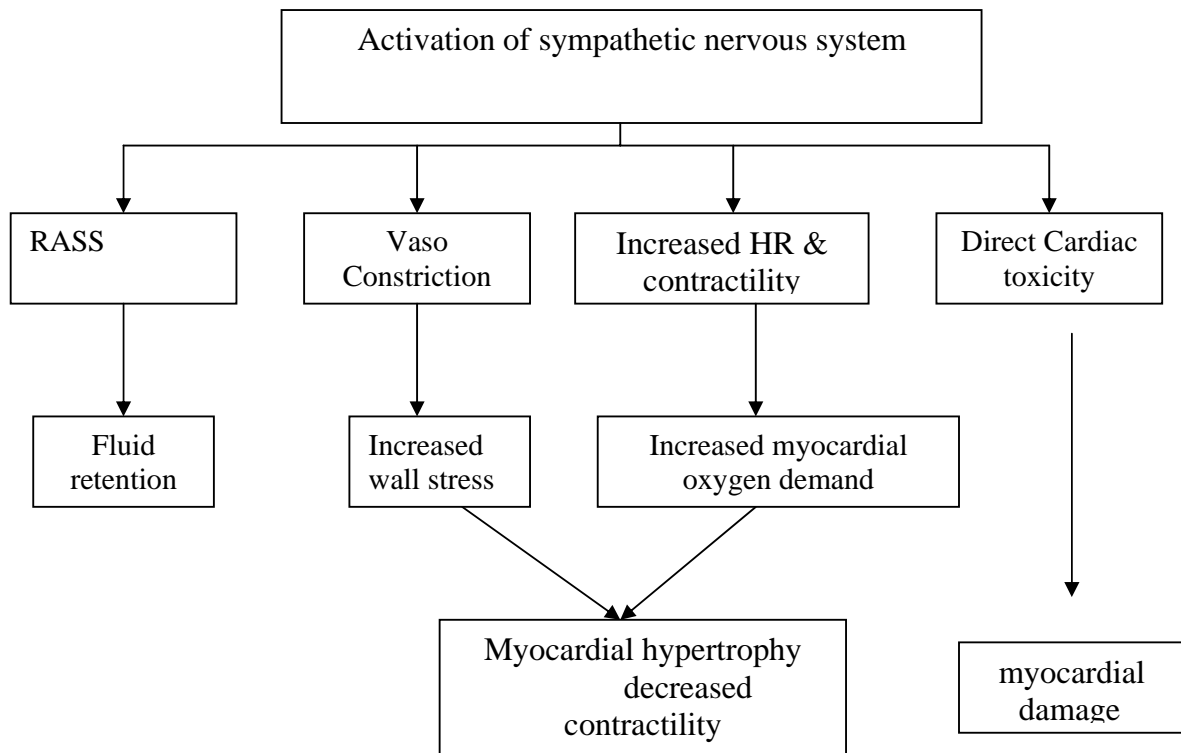 Activation of sympathetic nervous system
RASS
Vaso
Constriction
Increased HR &
contractility
Direct Cardiac
toxicity
Fluid
retention
Increased
wall stress
Increased myocardial
oxygen demand
Myocardial hypertrophy
decreased
contractility
myocardial
damage